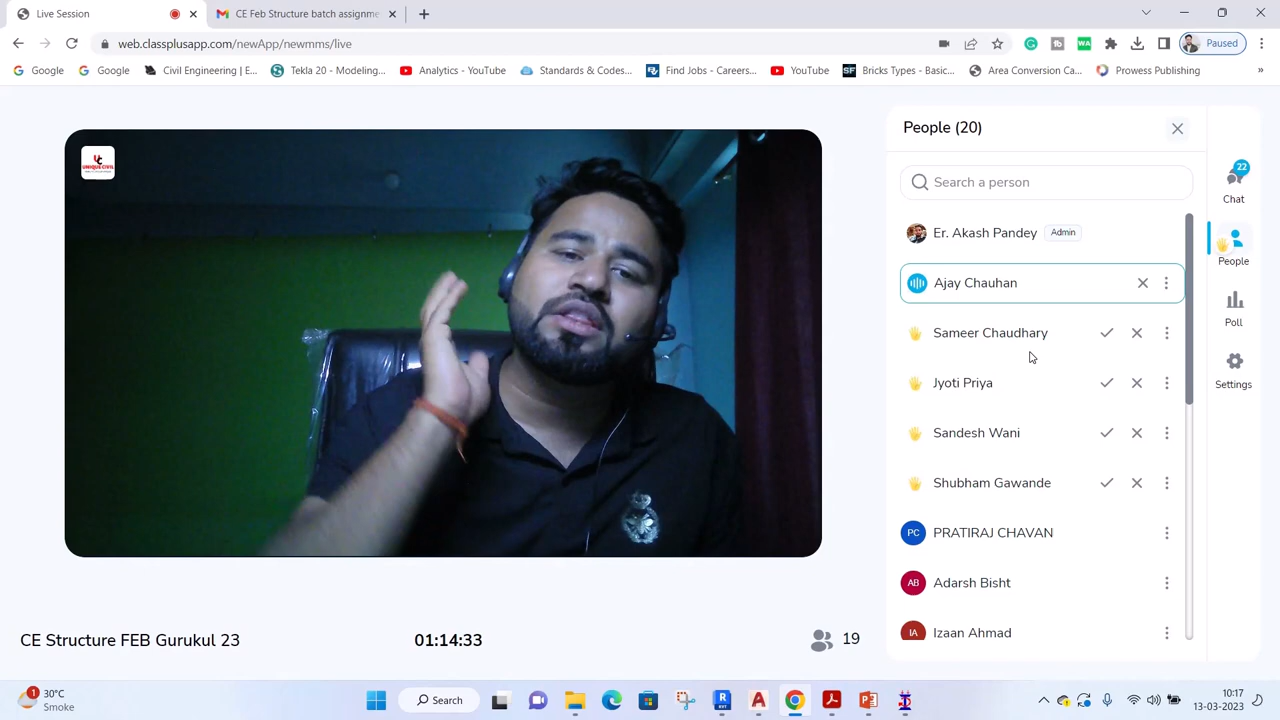 Live Session
CE Feb Structure batch assignme
web.classplusapp.com/newApp/newmms/live
Paused
Google
Google
Civil Engineering | E...
Tekla 20 - Modeling...
Analytics - YouTube
Standards & Codes...
Find Jobs - Careers...
YouTube
SF
Bricks Types - Basic...
Area Conversion Ca...
Prowess Publishing
»
UNIQUE CIVIL
People (20)
Search a person
Er. Akash Pandey
Admin
Ajay Chauhan
Sameer Chaudhary
Jyoti Priya
Sandesh Wani
Shubham Gawande
PC
PRATIRAJ CHAVAN
AB
Adarsh Bisht
IA
Izaan Ahmad
22
Chat
People
Poll
Settings
CE Structure FEB Gurukul 23
01:14:33
19
1
30°C
Smoke
Search
10:17
13-03-2023